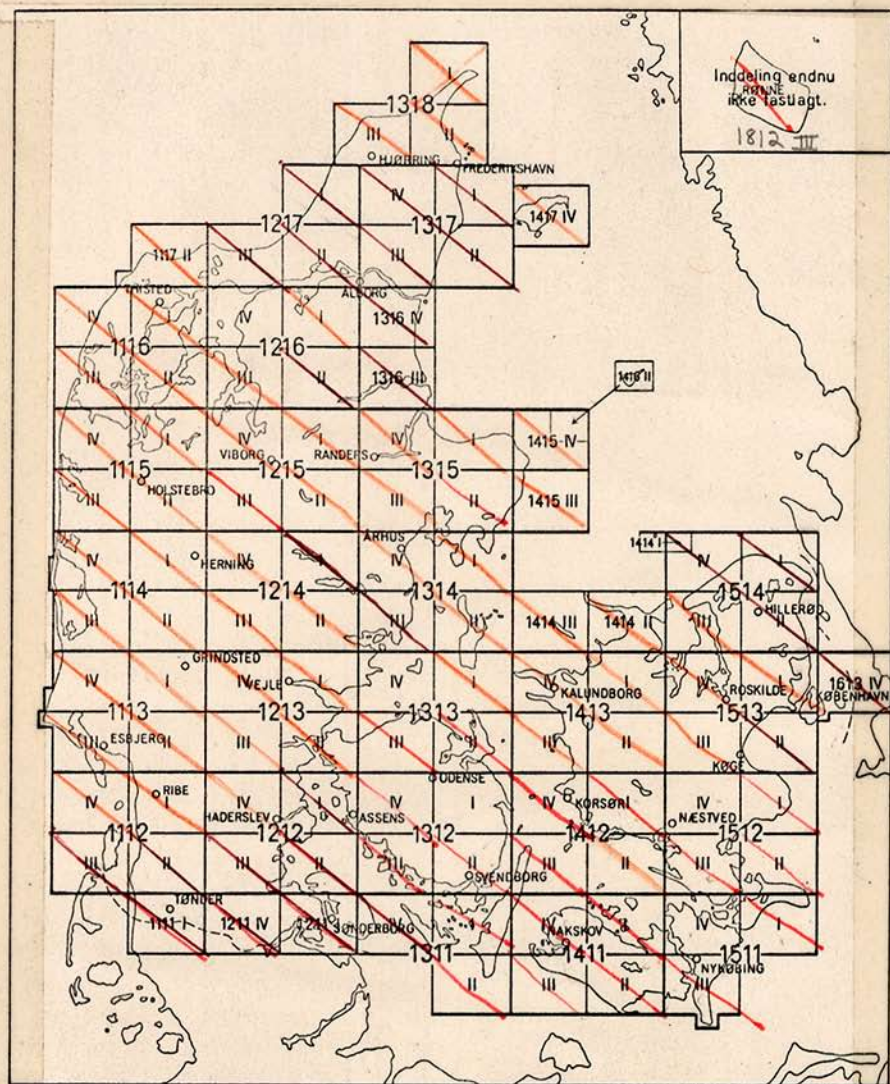 Inddeling endnu
RØNNE
ikke fastlagt.
1812 III
I
1318
III II
HJØRRING FREDERIKSHAVN
I IV I
1217 1317 1417 IV
1117 II III II III II
THISTED ÅLBORG
IV I IV I 1316 IV
1116 1216
III II III II 1316 III
1416 II
IV I IV I IV I 1415 IV
VIBORG RANDERS
1115 1215 1315
HOLSTEBRO
III II III II III II 1415 III
ÅRHUS
1414 I
IV I IV I IV I IV I
HERNING
1114 1214 1314 1514
HILLERØD
III II III II III II 1414 III 1414 II III II
GRINDSTED
IV I IV I IV I IV I IV I 1613 IV
VEJLE KALUNDBORG ROSKILDE KØBENHAVN
1113 1213 1313 1413 1513
III ESBJERG II III II III II III II III II
KØGE
ODENSE
IV I IV I IV I IV I IV I
RIBE KORSØR
HADERSLEV ASSENS NÆSTVED
1112 1212 1312 1412 1512
III II III II III II III II III II
SVENDBORG
TØNDER
1111 I 1211 IV 1211 I IV I IV I IV I
SØNDERBORG NAKSKOV
1311 1411 1511
NYKØBING
II III II III